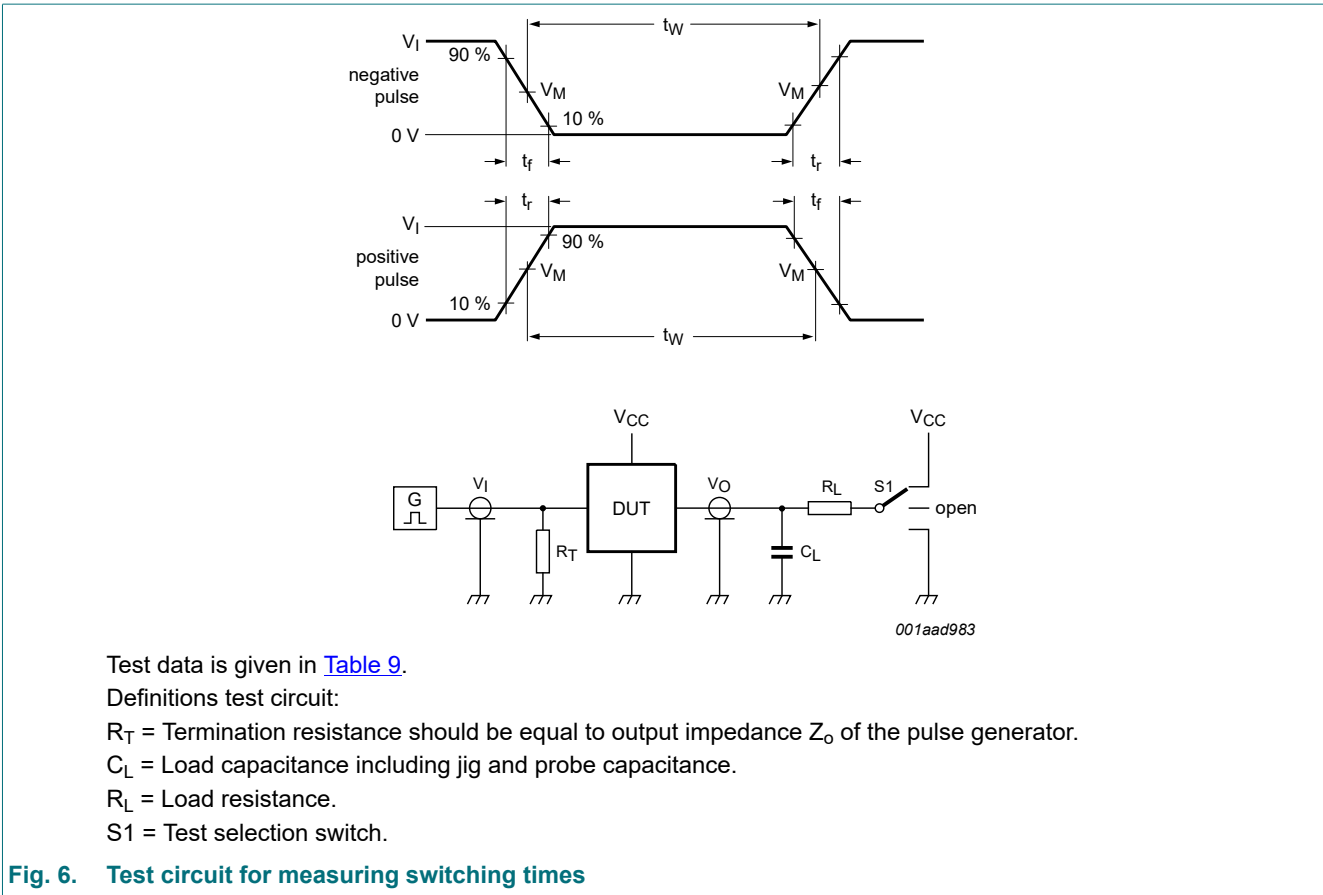 tW
VI
90 %
negative
pulse
VM
VM
10 %
0 V
tf
tr
tr
tf
VI
90 %
positive
pulse
VM
VM
10 %
0 V
tW
VCC
VCC
G
VI
DUT
VO
RL
S1
open
RT
CL
001aad983
Test data is given in Table 9.
Definitions test circuit:
RT = Termination resistance should be equal to output impedance Zo of the pulse generator.
CL = Load capacitance including jig and probe capacitance.
RL = Load resistance.
S1 = Test selection switch.
Fig. 6. Test circuit for measuring switching times